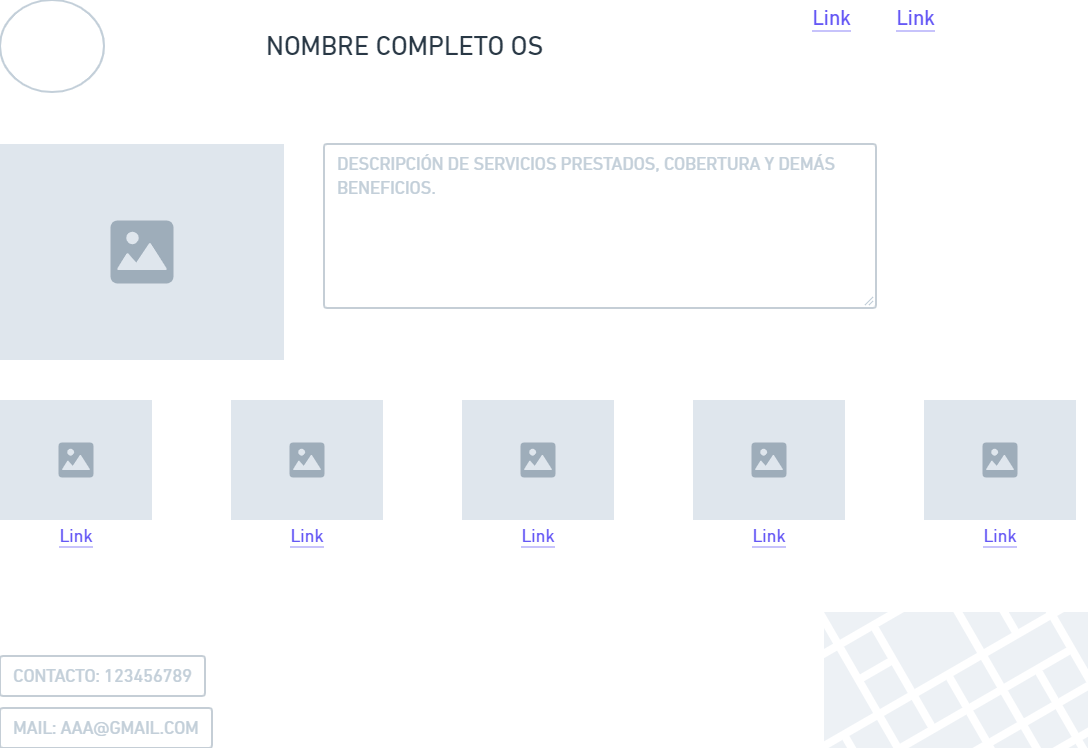 Link Link
NOMBRE COMPLETO OS
DESCRIPCIÓN DE SERVICIOS PRESTADOS, COBERTURA Y DEMÁS
BENEFICIOS.
Link Link Link Link Link
CONTACTO: 123456789
MAIL: AAA@GMAIL.COM